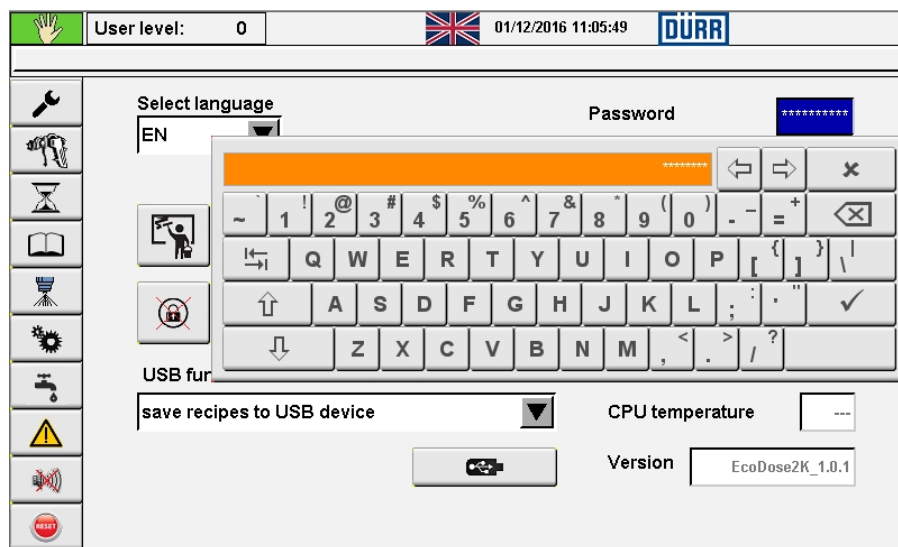 User level: 0 01/12/2016 11:05:49 DÜRR
Select language
Password
EN
**********
********
~ ` 1 ! 2 @ 3 # 4 $ 5 % 6 ^ 7 & 8 * 9 ( 0 ) - _ = +
Q W E R T Y U I O P [ { ] } \ |
A S D F G H J K L ; : ' "
Z X C V B N M , < . > / ?
USB fun
save recipes to USB device
CPU temperature ---
Version EcoDose2K_1.0.1
RESET